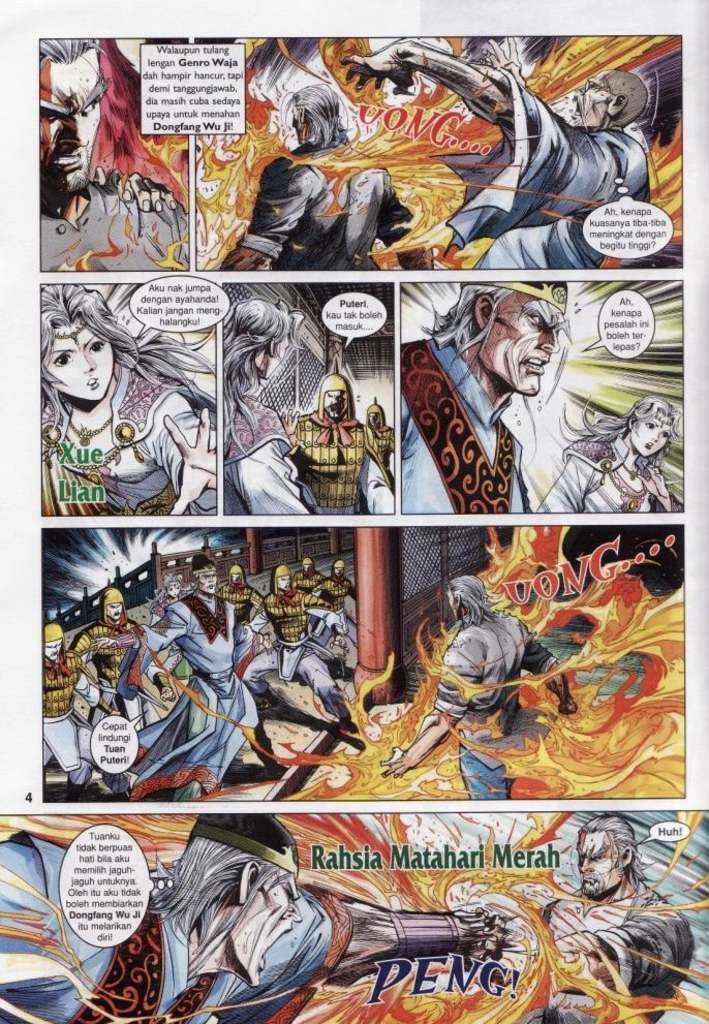 Walaupun tulang
lengan Genro Waja
dah hampir hancur, tapi
demi tanggungjawab,
dia masih cuba sedaya
upaya untuk menahan
Dongfang Wu Ji!
UONG....
Ah, kenapa
kuasanya tiba-tiba
meningkat dengan
begitu tinggi?
Aku nak jumpa
dengan ayahanda!
Kalian jangan meng-
halangku!
Xue
Lian
Puteri,
kau tak boleh
masuk....
Ah,
kenapa
pesalah ini
boleh ter-
lepas?
UONG....
Cepat
lindungi
Tuan
Puteri!
4
Tuanku
tidak berpuas
hati bila aku
memilih jaguh-
jaguh untuknya.
Oleh itu aku tidak
boleh membiarkan
Dongfang Wu Ji
itu melarikan
diri!
Rahsia Matahari Merah
Huh!
PENG!